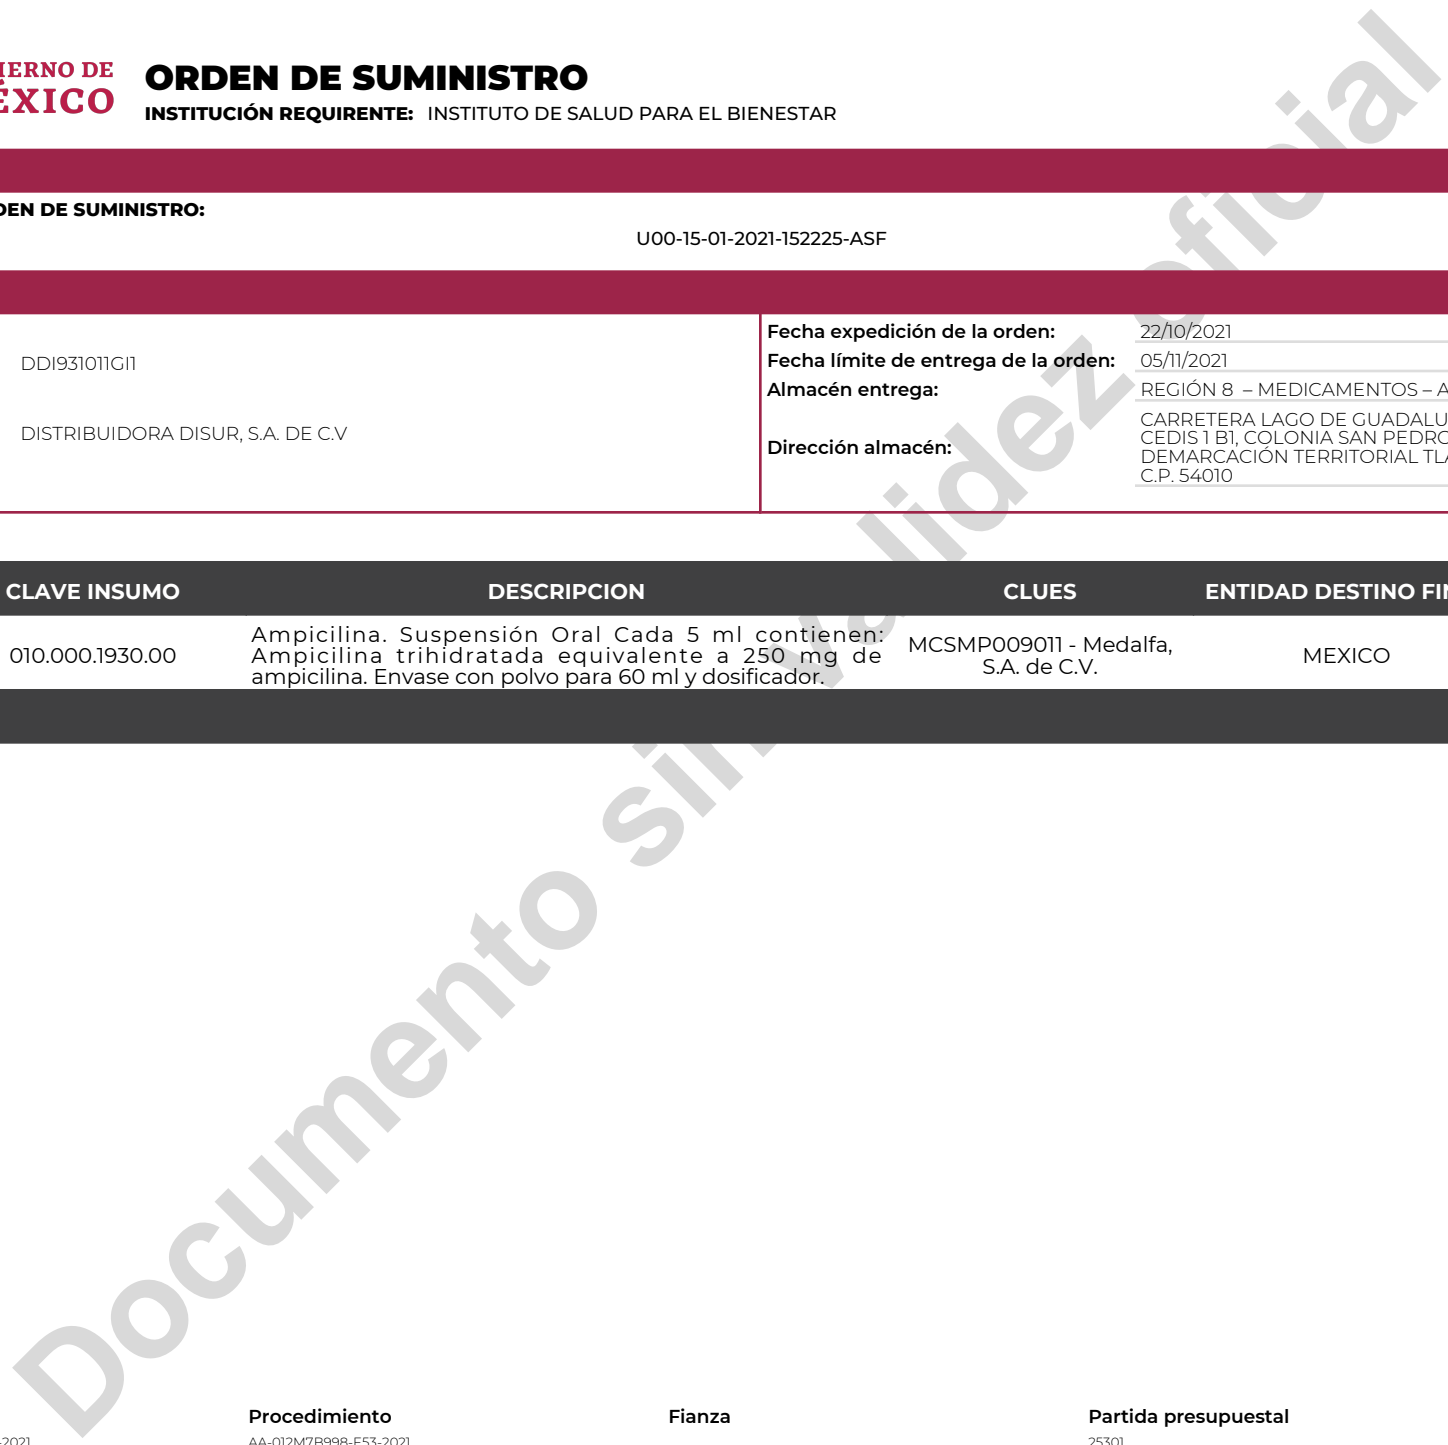 IERNO DE
ÉXICO
ORDEN DE SUMINISTRO
INSTITUCIÓN REQUIRENTE: INSTITUTO DE SALUD PARA EL BIENESTAR
DEN DE SUMINISTRO:
U00-15-01-2021-152225-ASF
DDI931011GI1
DISTRIBUIDORA DISUR, S.A. DE C.V
Fecha expedición de la orden: 22/10/2021
Fecha límite de entrega de la orden: 05/11/2021
Almacén entrega: REGIÓN 8 – MEDICAMENTOS – A
Dirección almacén:
CARRETERA LAGO DE GUADALU
CEDIS 1 B1, COLONIA SAN PEDRO
DEMARCACIÓN TERRITORIAL TLA
C.P. 54010
CLAVE INSUMO DESCRIPCION CLUES ENTIDAD DESTINO FIN
010.000.1930.00
Ampicilina. Suspensión Oral Cada 5 ml contienen:
Ampicilina trihidratada equivalente a 250 mg de
ampicilina. Envase con polvo para 60 ml y dosificador.
MCSMP009011 - Medalfa,
S.A. de C.V.
MEXICO
Documento sin validez oficial
Procedimiento Fianza Partida presupuestal
-2021 AA-012M7B998-E53-2021 25301